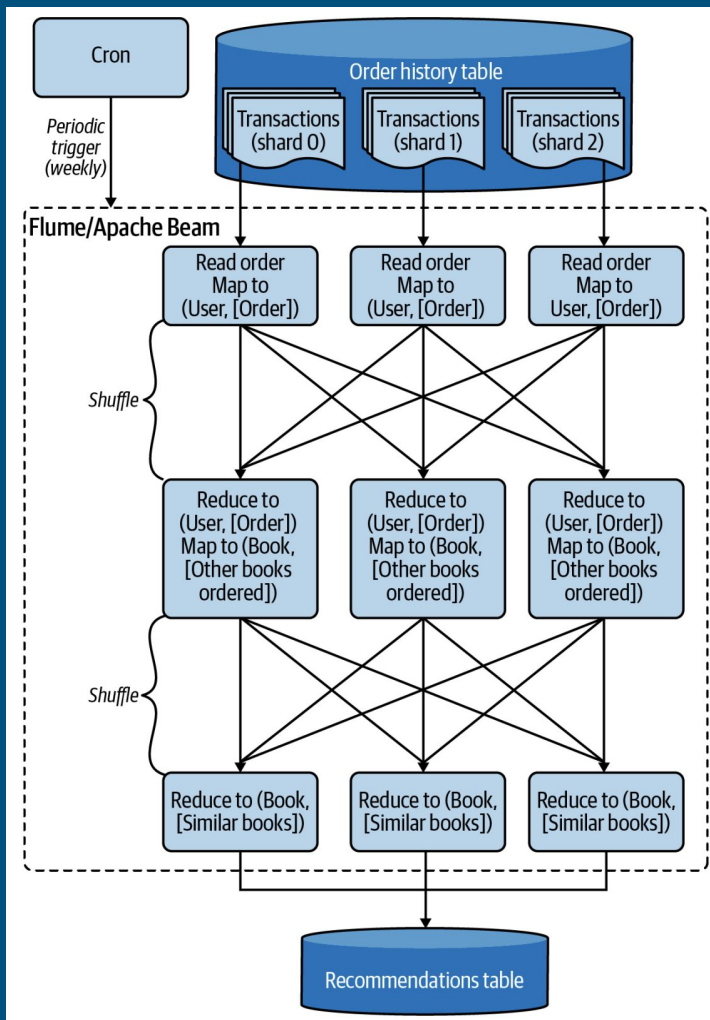 Cron
Order history table
Transactions
(shard 0)
Transactions
(shard 1)
Transactions
(shard 2)
Periodic
trigger
(weekly)
Flume/Apache Beam
Read order
Map to
(User, [Order])
Read order
Map to
(User, [Order])
Read order
Map to
User, [Order])
Shuffle
Reduce to
(User, [Order])
Map to (Book,
[Other books
ordered])
Reduce to
(User, [Order])
Map to (Book,
[Other books
ordered])
Reduce to
(User, [Order])
Map to (Book,
[Other books
ordered])
Shuffle
Reduce to (Book,
[Similar books])
Reduce to (Book,
[Similar books])
Reduce to (Book,
[Similar books])
Recommendations table